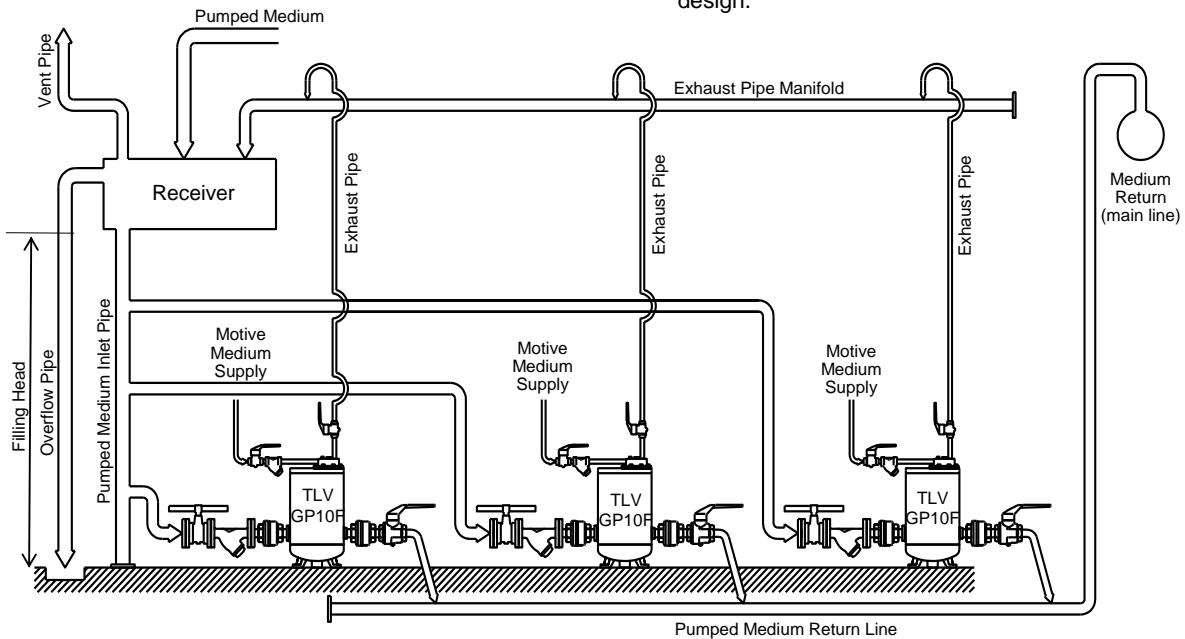 design.
Pumped Medium
Vent Pipe
Exhaust Pipe Manifold
Receiver
Exhaust Pipe
Exhaust Pipe
Exhaust Pipe
Medium
Return
(main line)
Filling Head
Overflow Pipe
Pumped Medium Inlet Pipe
Motive
Medium
Supply
Motive
Medium
Supply
Motive
Medium
Supply
TLV
GP10F
TLV
GP10F
TLV
GP10F
Pumped Medium Return Line